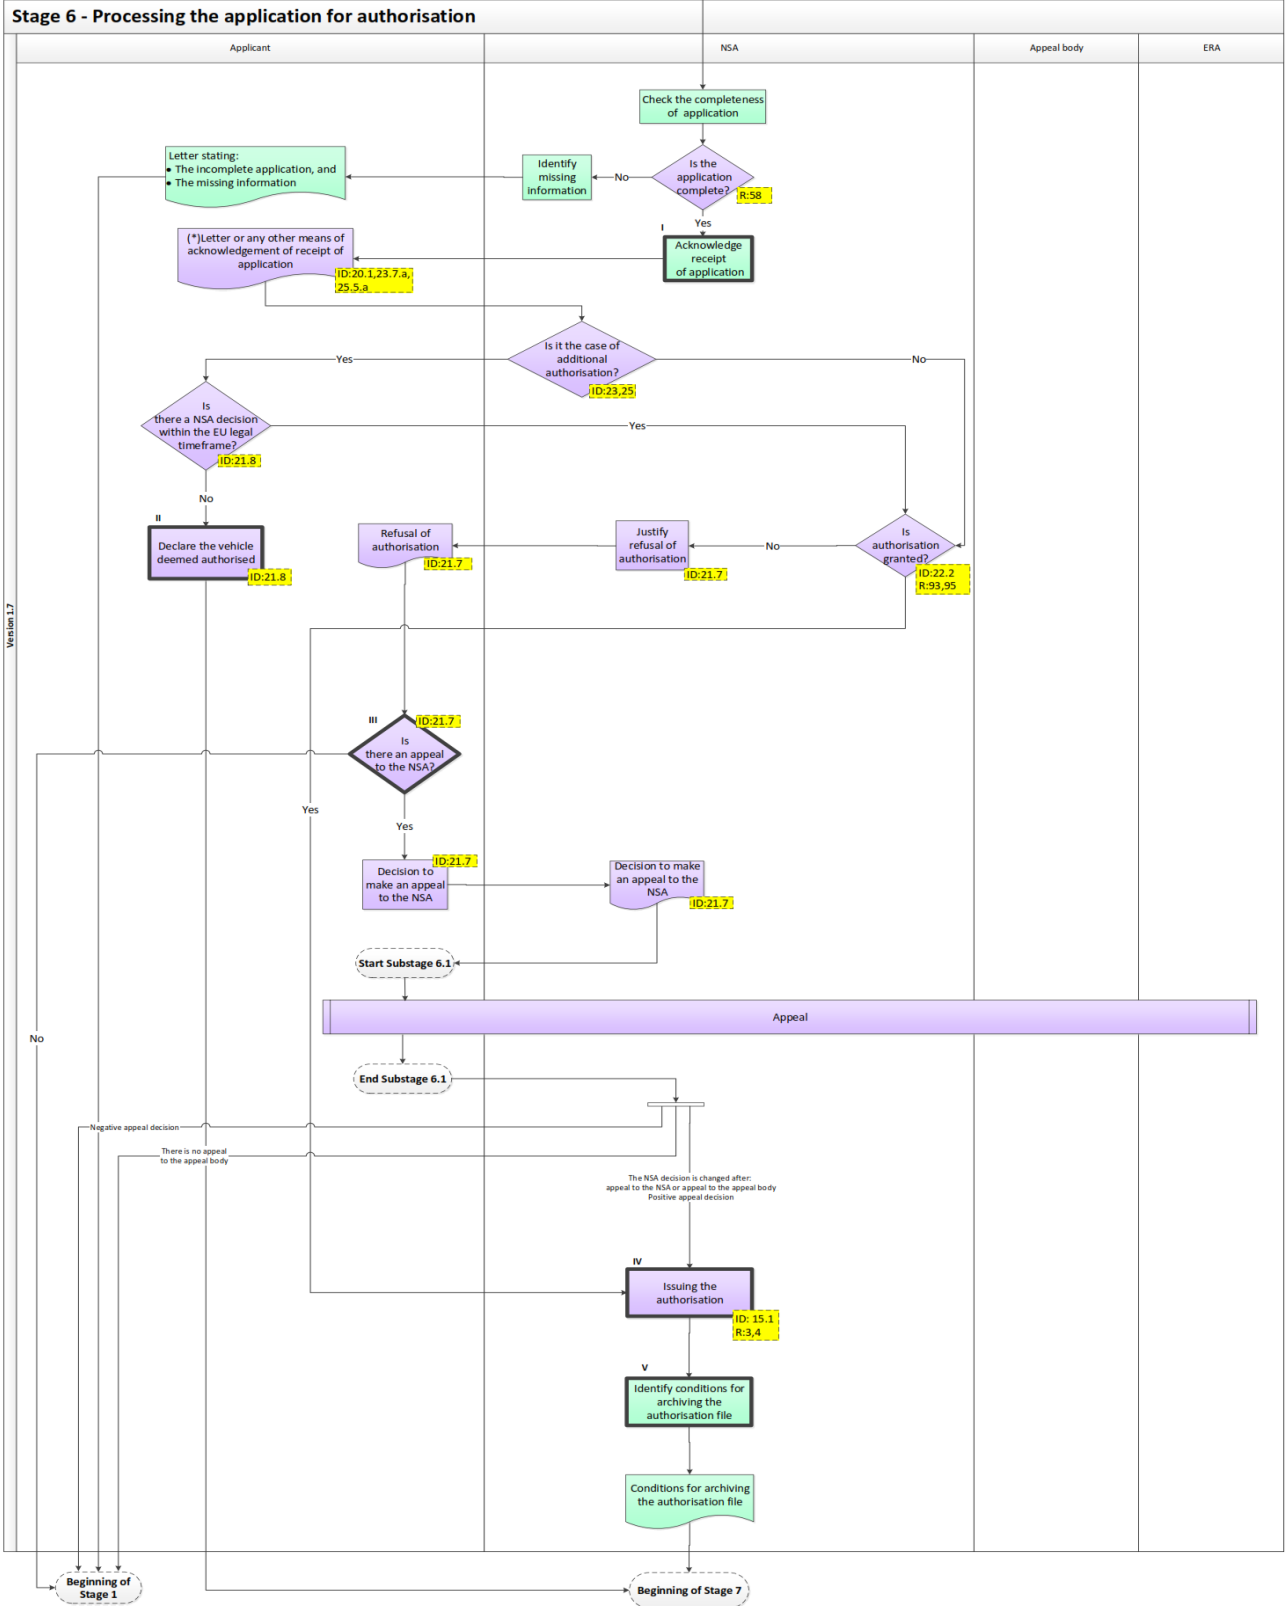 Stage 6 - Processing the application for authorisation
Applicant
NSA
Appeal body
ERA
Version 1.7
Check the completeness
of application
Is the
application
complete?
R:58
No
Identify
missing
information
Letter stating:
• The incomplete application, and
• The missing information
Yes
I
Acknowledge
receipt
of application
(*)Letter or any other means of
acknowledgement of receipt of
application
ID:20.1,23.7.a,
25.5.a
Is it the case of
additional
authorisation?
ID:23,25
Yes
No
Is
there a NSA decision
within the EU legal
timeframe?
ID:21.8
Yes
No
II
Declare the vehicle
deemed authorised
ID:21.8
Refusal of
authorisation
ID:21.7
Justify
refusal of
authorisation
ID:21.7
No
Is
authorisation
granted?
ID:22.2
R:93,95
III
ID:21.7
Is
there an appeal
to the NSA?
Yes
Yes
ID:21.7
Decision to
make an appeal
to the NSA
Decision to make
an appeal to the
NSA
ID:21.7
Start Substage 6.1
Appeal
No
End Substage 6.1
Negative appeal decision
There is no appeal
to the appeal body
The NSA decision is changed after:
appeal to the NSA or appeal to the appeal body
Positive appeal decision
IV
Issuing the
authorisation
ID: 15.1
R:3,4
V
Identify conditions for
archiving the
authorisation file
Conditions for archiving
the authorisation file
Beginning of
Stage 1
Beginning of Stage 7